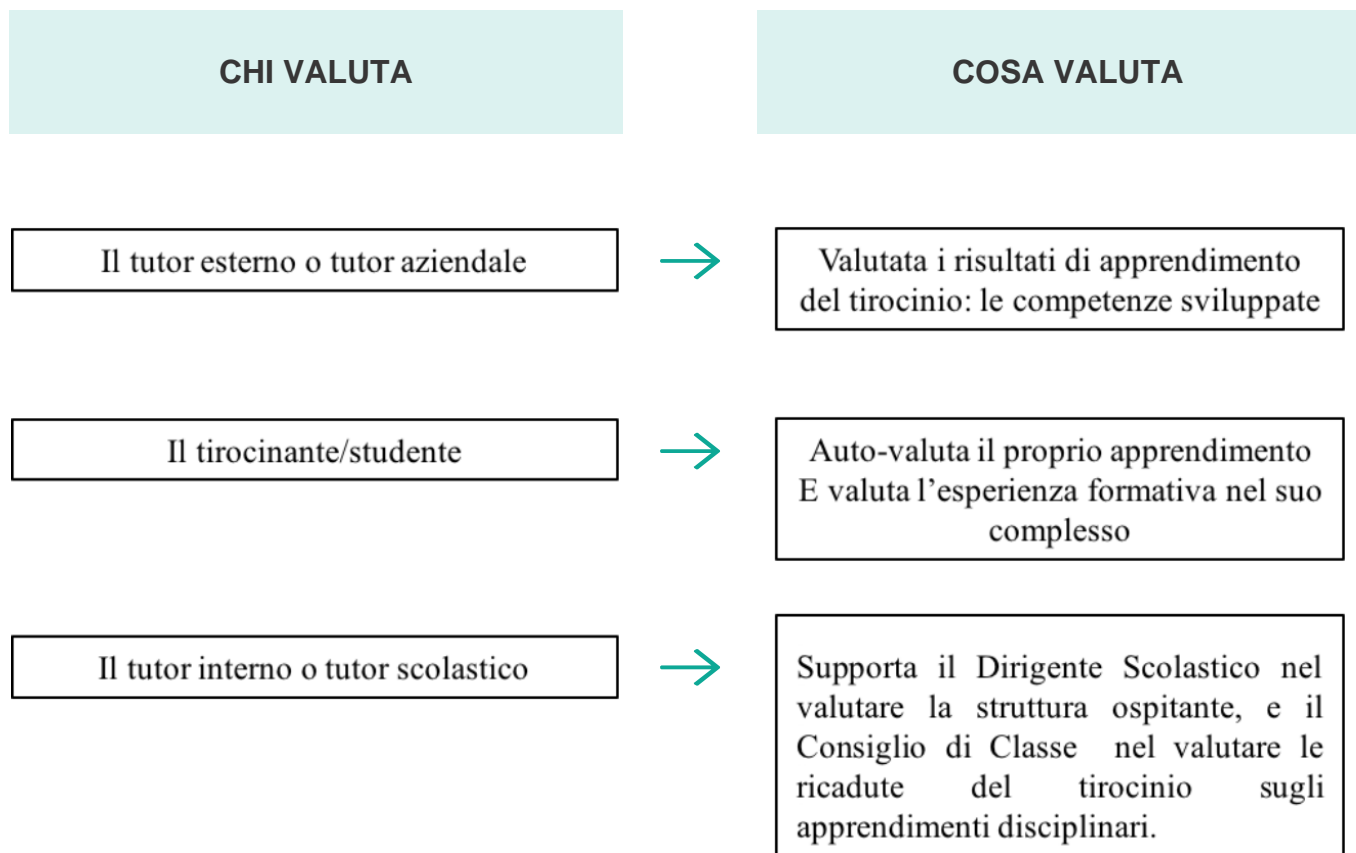 CHI VALUTA
COSA VALUTA
Il tutor esterno o tutor aziendale
Valutata i risultati di apprendimento
del tirocinio: le competenze sviluppate
Il tirocinante/studente
Auto-valuta il proprio apprendimento
E valuta l’esperienza formativa nel suo
complesso
Il tutor interno o tutor scolastico
Supporta il Dirigente Scolastico nel
valutare la struttura ospitante, e il
Consiglio di Classe nel valutare le
ricadute del tirocinio sugli
apprendimenti disciplinari.